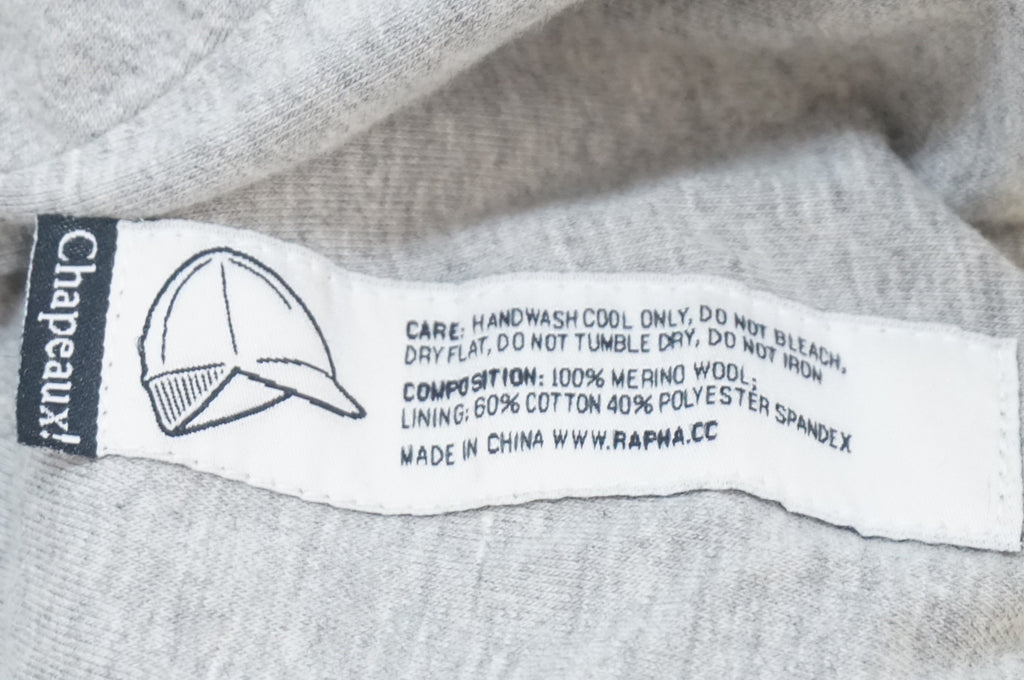 Chapeaux!
CARE: HANDWASH COOL ONLY, DO NOT BLEACH,
DRY FLAT, DO NOT TUMBLE DRY, DO NOT IRON
COMPOSITION: 100% MERINO WOOL;
LINING: 60% COTTON 40% POLYESTER SPANDEX
MADE IN CHINA WWW.RAPHA.CC